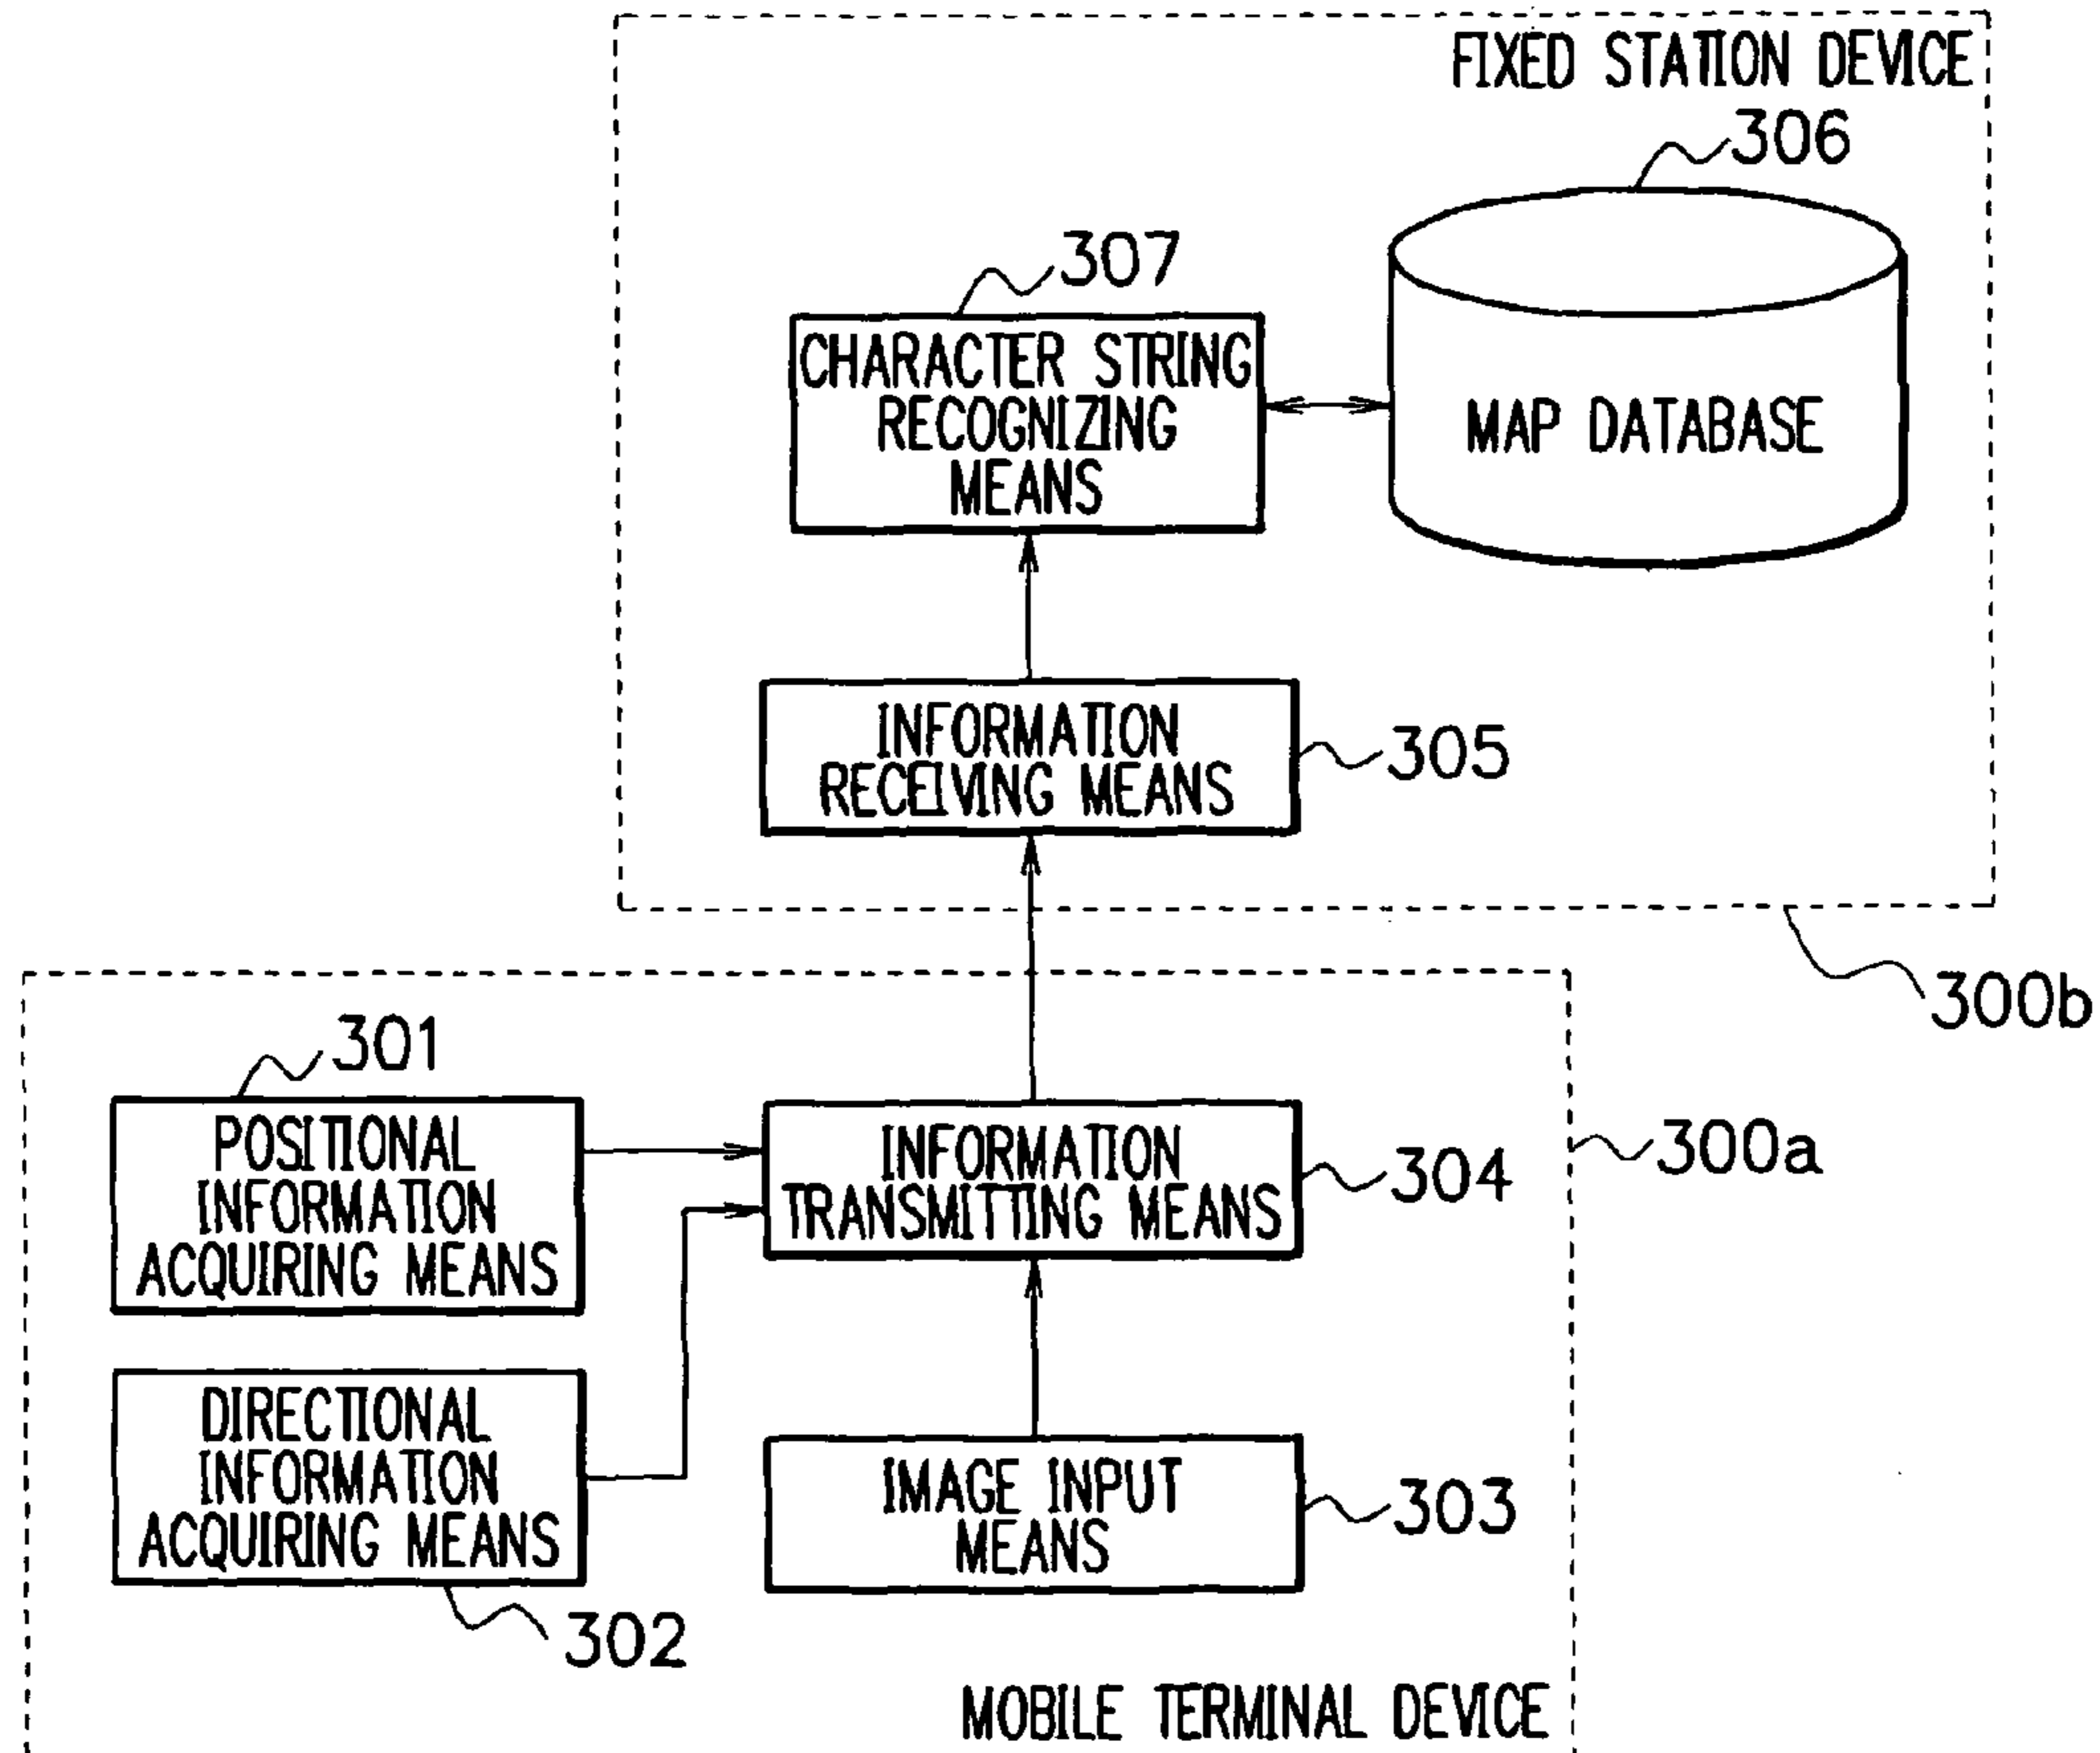 FIXED STATION DEVICE
306
307
CHARACTER STRING
RECOGNIZING
MEANS
MAP DATABASE
INFORMATION
RECEIVING MEANS
305
300b
301
POSITIONAL
INFORMATION
ACQUIRING MEANS
INFORMATION
TRANSMITTING MEANS
304
300a
DIRECTIONAL
INFORMATION
ACQUIRING MEANS
302
IMAGE INPUT
MEANS
303
MOBILE TERMINAL DEVICE